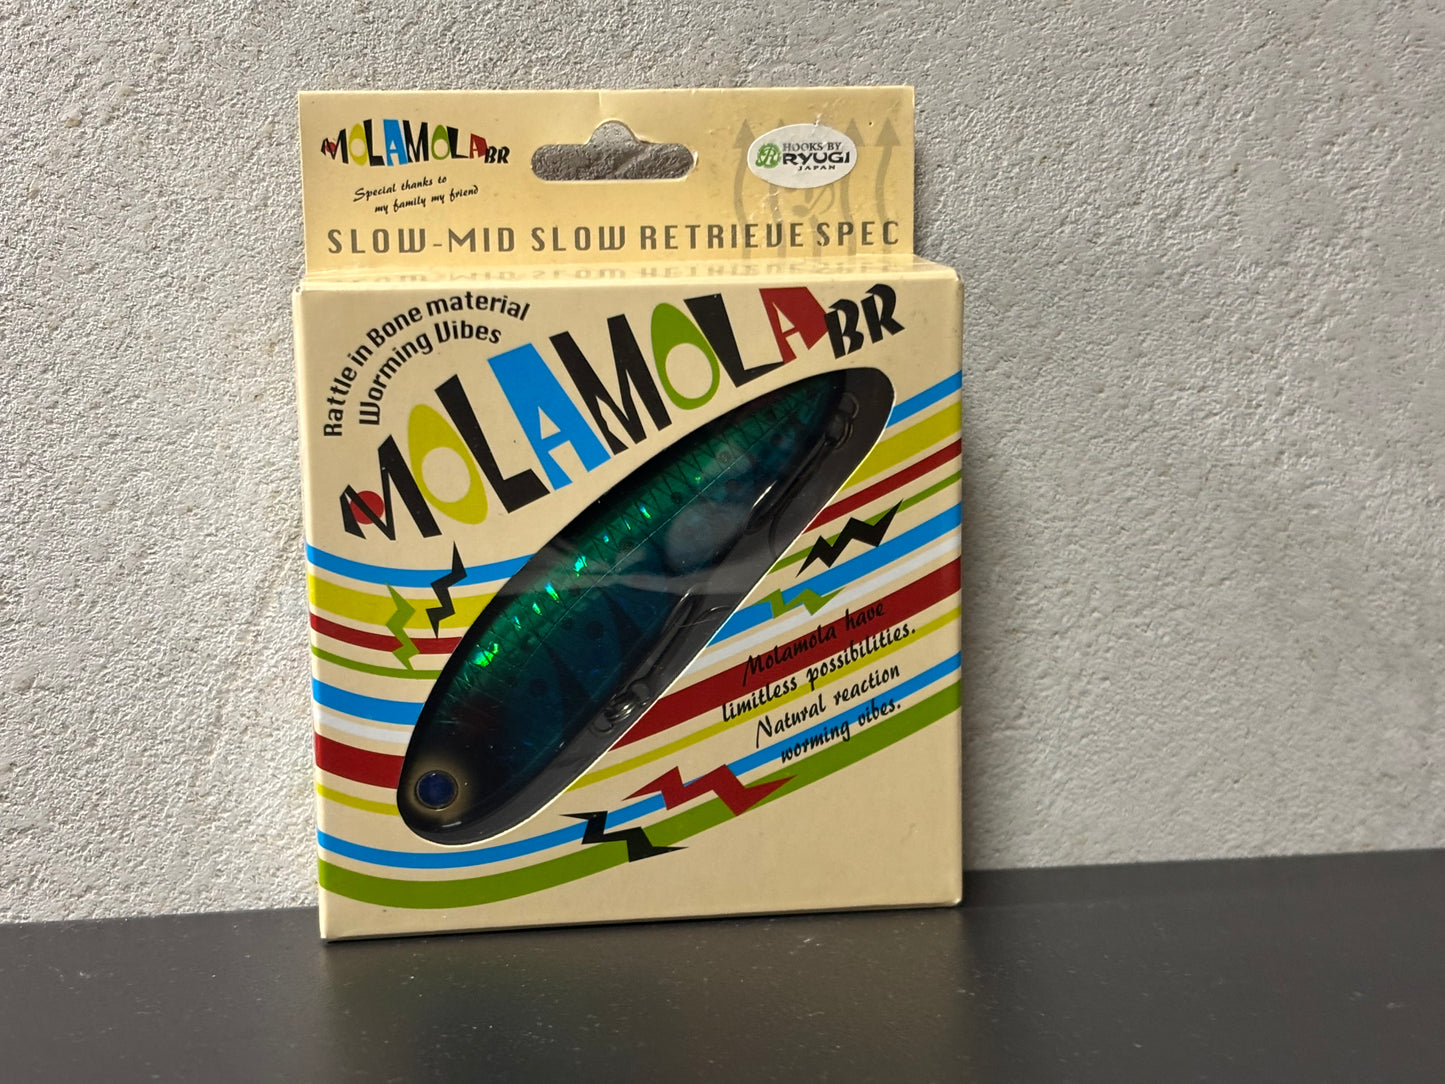 MOLAMOLA BR
Special thanks to
my family my friend
HOOKS BY
RYUGI
JAPAN
SLOW-MID SLOW RETRIEVE SPEC
Rattle in Bone material
Worming Vibes
MOLAMOLA BR
Molamola have
limitless possibilities.
Natural reaction
worming vibes.